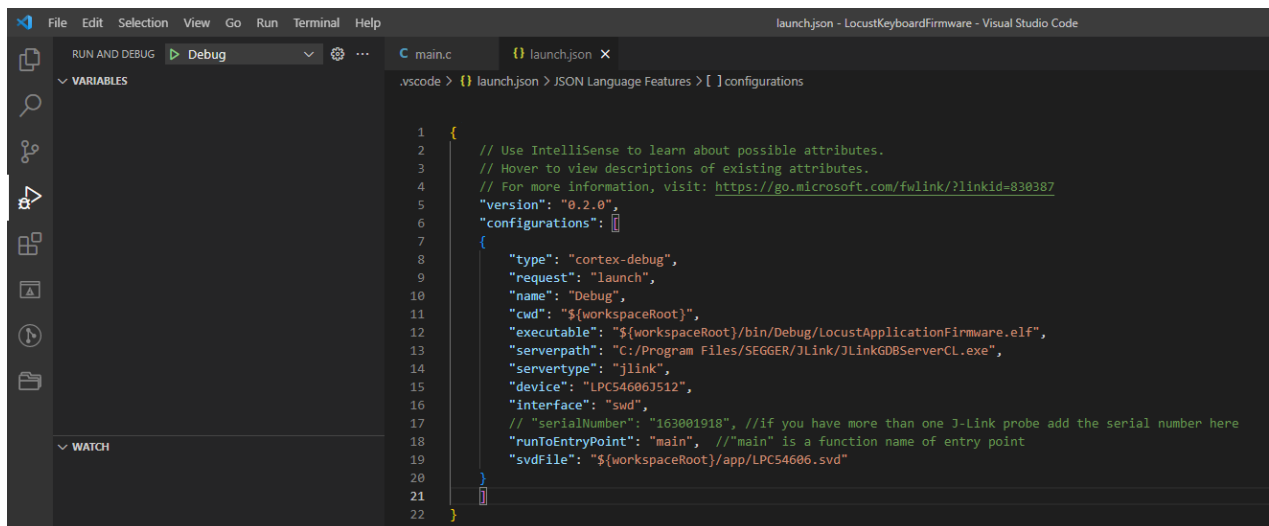 File Edit Selection View Go Run Terminal Help
launch.json - LocustKeyboardFirmware - Visual Studio Code
RUN AND DEBUG Debug
VARIABLES
WATCH
main.c launch.json
.vscode > {} launch.json > JSON Language Features > [ ] configurations
1 {
2 // Use IntelliSense to learn about possible attributes.
3 // Hover to view descriptions of existing attributes.
4 // For more information, visit: https://go.microsoft.com/fwlink/?linkid=830387
5 "version": "0.2.0",
6 "configurations": [
7 {
8 "type": "cortex-debug",
9 "request": "launch",
10 "name": "Debug",
11 "cwd": "${workspaceRoot}",
12 "executable": "${workspaceRoot}/bin/Debug/LocustApplicationFirmware.elf",
13 "serverpath": "C:/Program Files/SEGGER/JLink/JLinkGDBServerCL.exe",
14 "servertype": "jlink",
15 "device": "LPC54606J512",
16 "interface": "swd",
17 // "serialNumber": "163001918", //if you have more than one J-Link probe add the serial number here
18 "runToEntryPoint": "main", //"main" is a function name of entry point
19 "svdFile": "${workspaceRoot}/app/LPC54606.svd"
20 }
21 ]
22 }